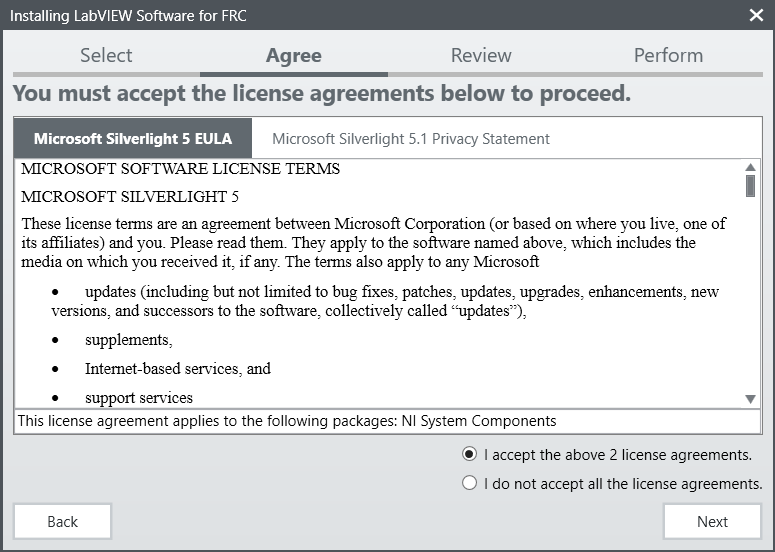 Installing LabVIEW Software for FRC
Select Agree Review Perform
You must accept the license agreements below to proceed.
Microsoft Silverlight 5 EULA Microsoft Silverlight 5.1 Privacy Statement
MICROSOFT SOFTWARE LICENSE TERMS
MICROSOFT SILVERLIGHT 5
These license terms are an agreement between Microsoft Corporation (or based on where you live, one of
its affiliates) and you. Please read them. They apply to the software named above, which includes the
media on which you received it, if any. The terms also apply to any Microsoft
• updates (including but not limited to bug fixes, patches, updates, upgrades, enhancements, new
versions, and successors to the software, collectively called “updates”),
• supplements,
• Internet-based services, and
• support services
This license agreement applies to the following packages: NI System Components
I accept the above 2 license agreements.
I do not accept all the license agreements.
Back Next